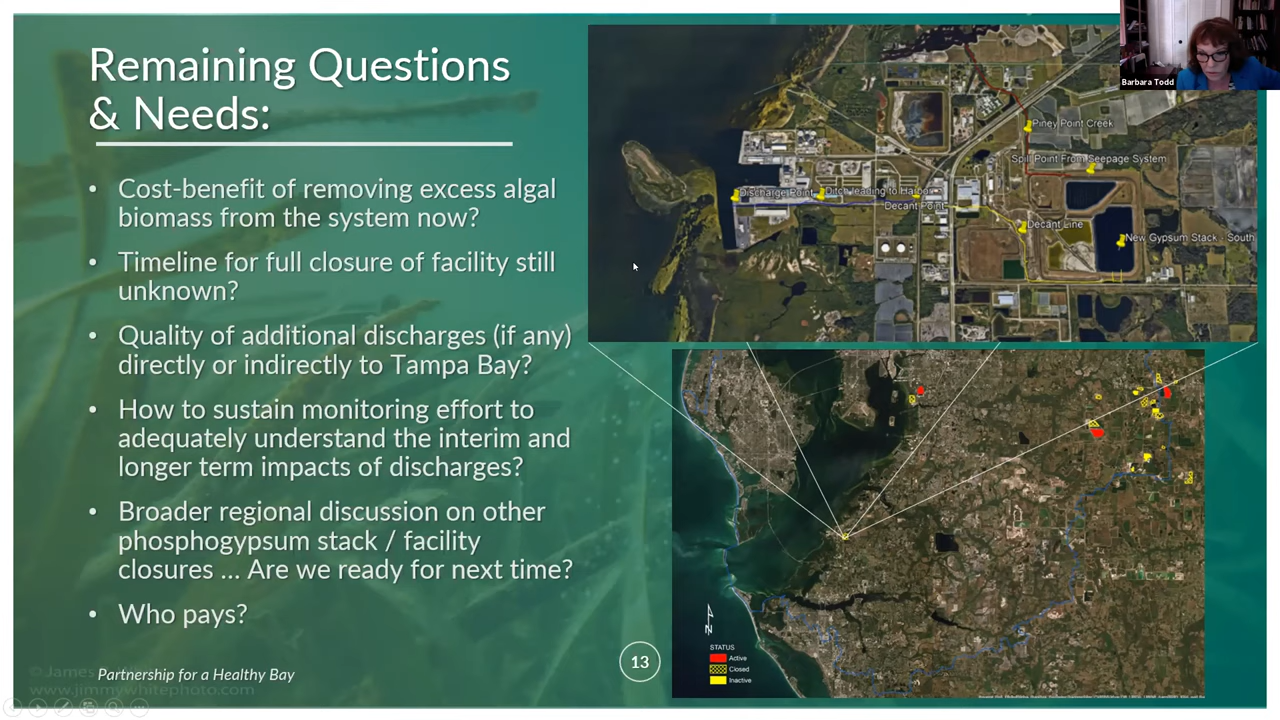 Remaining Questions
& Needs:
• Cost-benefit of removing excess algal
biomass from the system now?
• Timeline for full closure of facility still
unknown?
• Quality of additional discharges (if any)
directly or indirectly to Tampa Bay?
• How to sustain monitoring effort to
adequately understand the interim and
longer term impacts of discharges?
• Broader regional discussion on other
phosphogypsum stack / facility
closures ... Are we ready for next time?
• Who pays?
Partnership for a Healthy Bay
© James
www.jimmywhitephoto.com
13
Barbara Todd
Piney Point Creek
Spill Point From Seepage System
Discharge Point
Ditch leading to Harbor
Decant Point
Decant Line
New Gypsum Stack - South
N
STATUS
Active
Closed
Inactive